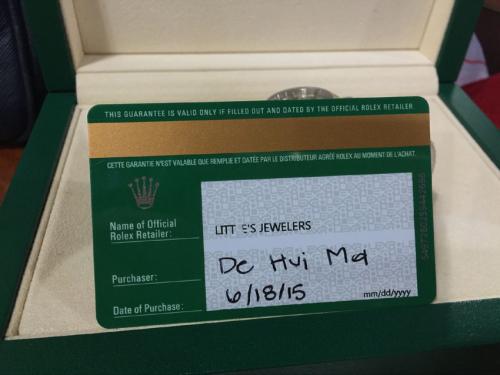 THIS GUARANTEE IS VALID ONLY IF FILLED OUT AND DATED BY THE OFFICIAL ROLEX RETAILER.
CETTE GARANTIE N'EST VALABLE QUE REMPLIE ET DATÉE PAR LE DISTRIBUTEUR AGRÉE ROLEX AU MOMENT DE L'ACHAT.
Name of Official
Rolex Retailer: LITT E'S JEWELERS
Purchaser: De Hui Ma
Date of Purchase: 6/18/15 mm/dd/yyyy